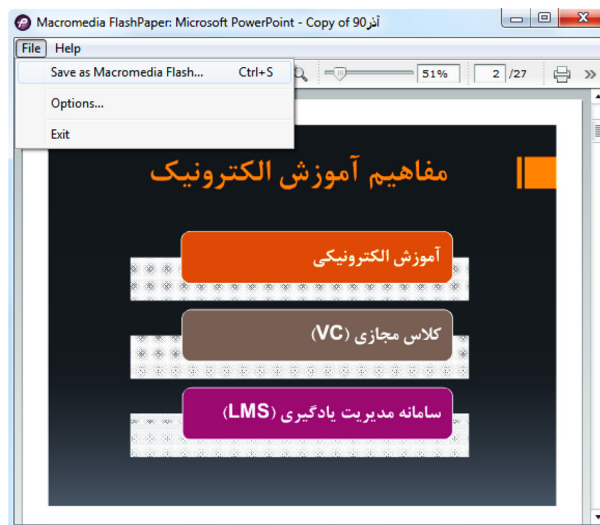 Macromedia FlashPaper: Microsoft PowerPoint - Copy of 90آذر
File Help
Save as Macromedia Flash... Ctrl+S
51% 2 /27
Options...
Exit
مفاهیم آموزش الکترونیک
آموزش الکترونیکی
کلاس مجازی (VC)
سامانه مدیریت یادگیری (LMS)